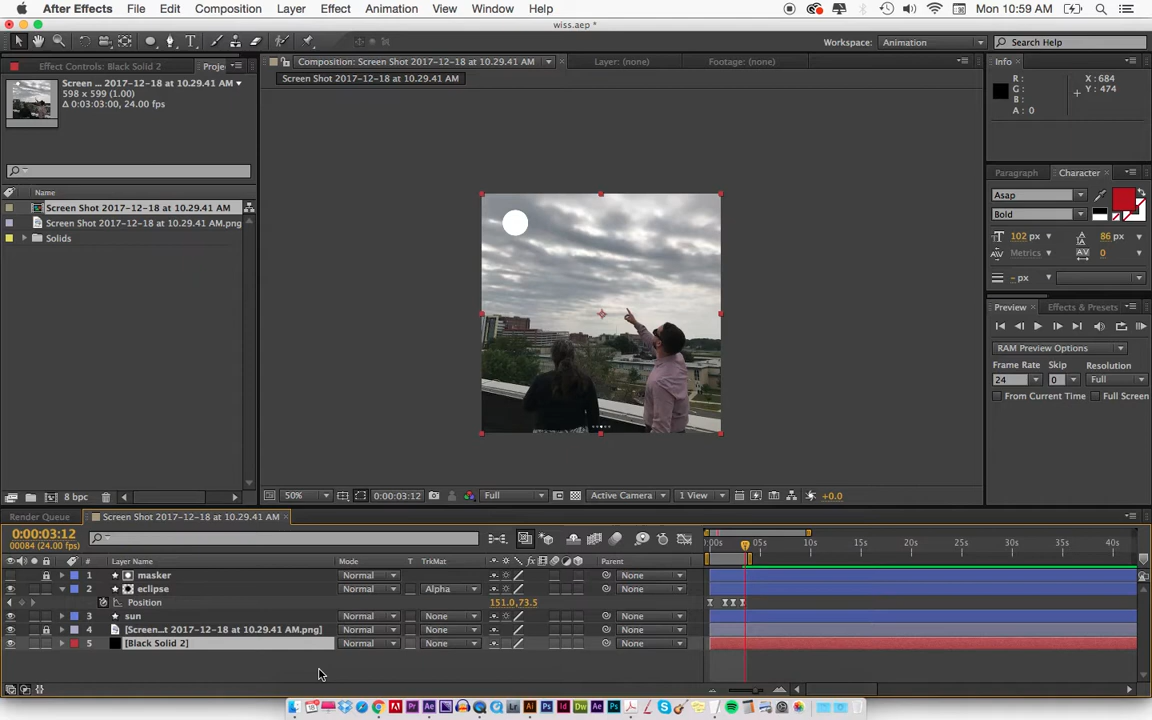 After Effects File Edit Composition Layer Effect Animation View Window Help Mon 10:59 AM
wiss.aep *
Workspace: Animation Search Help
Effect Controls: Black Solid 2 Proje
Composition: Screen Shot 2017-12-18 at 10.29.41 AM Layer: (none) Footage: (none)
Info
Screen ... 2017-12-18 at 10.29.41 AM
598 x 599 (1.00)
Δ 0:03:03:00, 24.00 fps
Screen Shot 2017-12-18 at 10.29.41 AM
R :
G :
B :
A : 0
X : 684
Y : 474
Paragraph Character
Name
Asap
Bold
Screen Shot 2017-12-18 at 10.29.41 AM
Screen Shot 2017-12-18 at 10.29.41 AM.png
Solids
102 px 86 px
Metrics 0
- px
Preview Effects & Presets
RAM Preview Options
Frame Rate Skip Resolution
24 0 Full
From Current Time Full Screen
8 bpc
50% 0:00:03:12 Full Active Camera 1 View +0.0
Render Queue Screen Shot 2017-12-18 at 10.29.41 AM
0:00:03:12
00084 (24.00 fps)
:00s 05s 10s 15s 20s 25s 30s 35s 40s
# Layer Name Mode T TrkMat Parent
1 masker Normal None
2 eclipse Normal Alpha None
Position 151.0,73.5
3 sun Normal None None
4 [Screen...t 2017-12-18 at 10.29.41 AM.png] Normal None None
5 [Black Solid 2] Normal None None